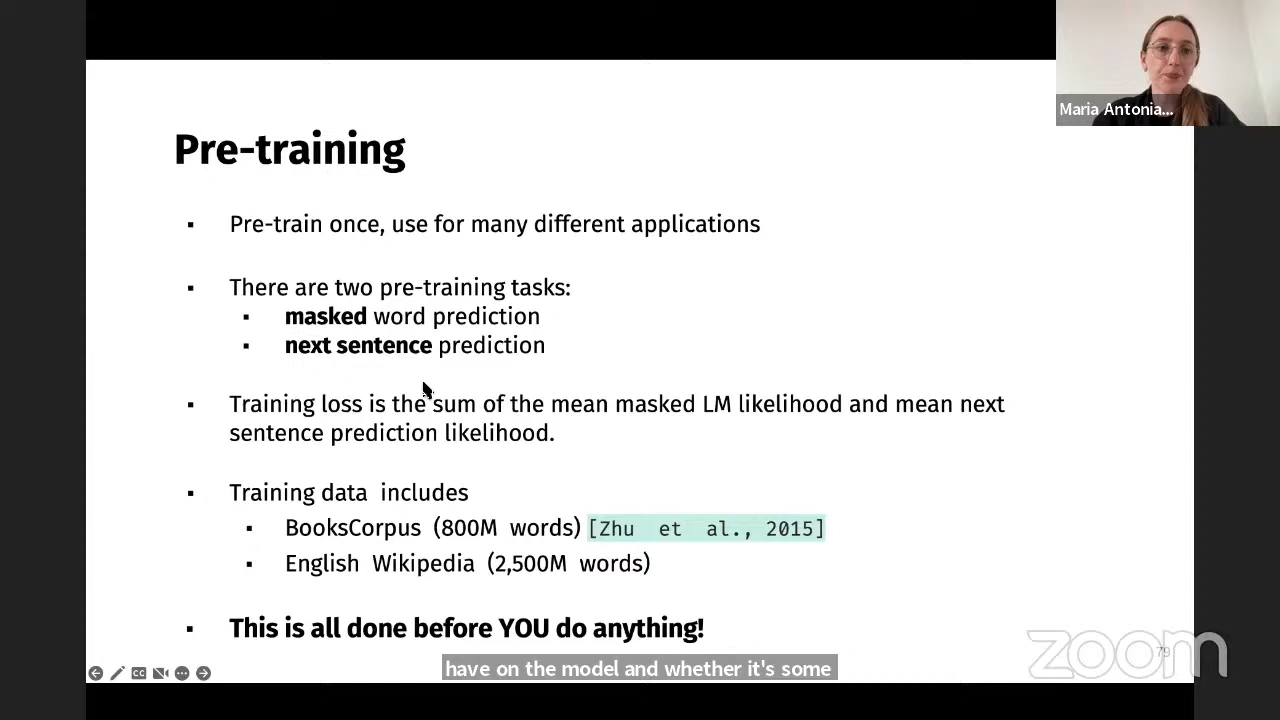 Maria Antonia...
Pre-training
▪ Pre-train once, use for many different applications
▪ There are two pre-training tasks:
▪ masked word prediction
▪ next sentence prediction
▪ Training loss is the sum of the mean masked LM likelihood and mean next
sentence prediction likelihood.
▪ Training data includes
▪ BooksCorpus (800M words) [Zhu et al., 2015]
▪ English Wikipedia (2,500M words)
▪ This is all done before YOU do anything!
have on the model and whether it's some
zoom
79
CC